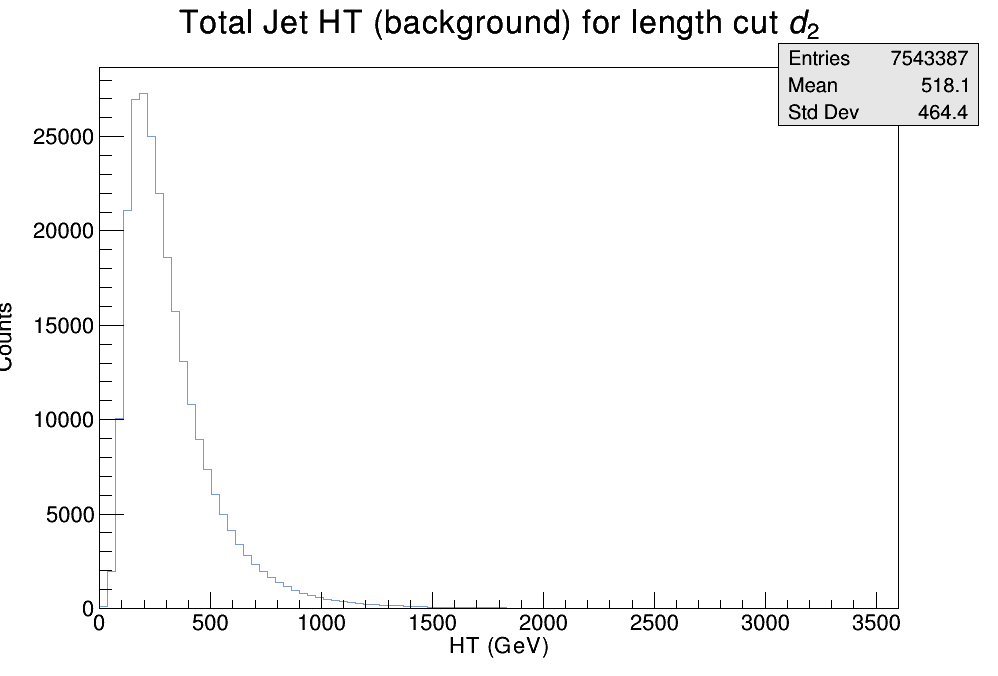 Total Jet HT (background) for length cut d₂
Entries 7543387
Mean 518.1
Std Dev 464.4
25000
20000
15000
10000
5000
0
Counts
0 500 1000 1500 2000 2500 3000 3500
HT (GeV)